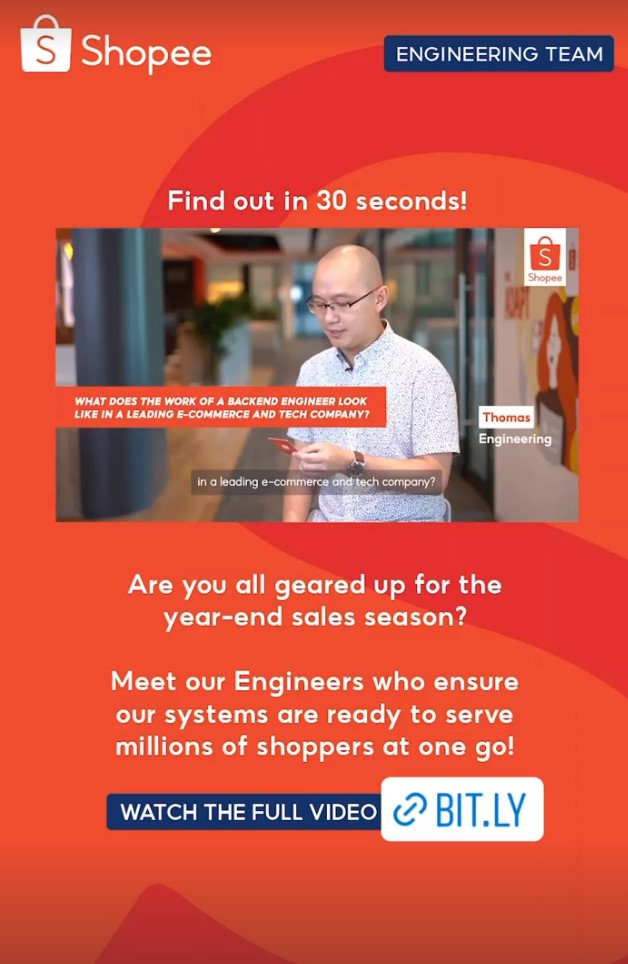 Shopee
ENGINEERING TEAM
Find out in 30 seconds!
Shopee
WHAT DOES THE WORK OF A BACKEND ENGINEER LOOK
LIKE IN A LEADING E-COMMERCE AND TECH COMPANY?
Thomas
Engineering
in a leading e-commerce and tech company?
Are you all geared up for the
year-end sales season?
Meet our Engineers who ensure
our systems are ready to serve
millions of shoppers at one go!
WATCH THE FULL VIDEO
BIT.LY